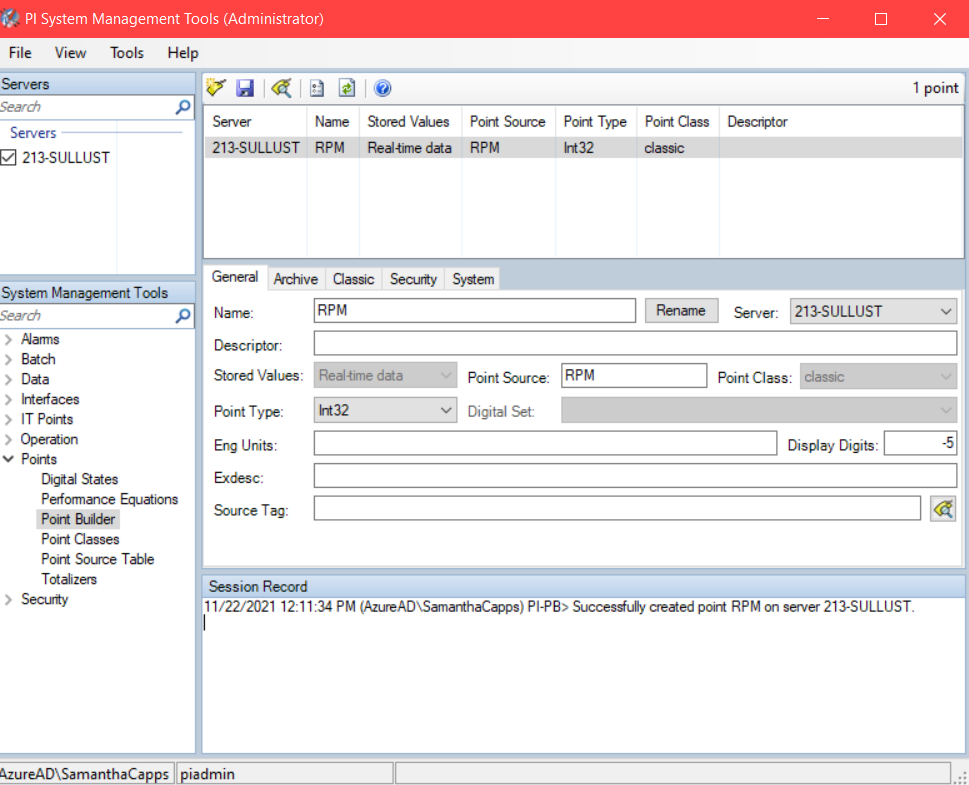 PI System Management Tools (Administrator)
File View Tools Help
Servers
Search
Servers
213-SULLUST
System Management Tools
Search
Alarms
Batch
Data
Interfaces
IT Points
Operation
Points
Digital States
Performance Equations
Point Builder
Point Classes
Point Source Table
Totalizers
Security
1 point
Server Name Stored Values Point Source Point Type Point Class Descriptor
213-SULLUST RPM Real-time data RPM Int32 classic
General Archive Classic Security System
Name: RPM Rename Server: 213-SULLUST
Descriptor:
Stored Values: Real-time data Point Source: RPM Point Class: classic
Point Type: Int32 Digital Set:
Eng Units: Display Digits: -5
Exdesc:
Source Tag:
Session Record
11/22/2021 12:11:34 PM (AzureAD\SamanthaCapps) PI-PB> Successfully created point RPM on server 213-SULLUST.
AzureAD\SamanthaCapps piadmin